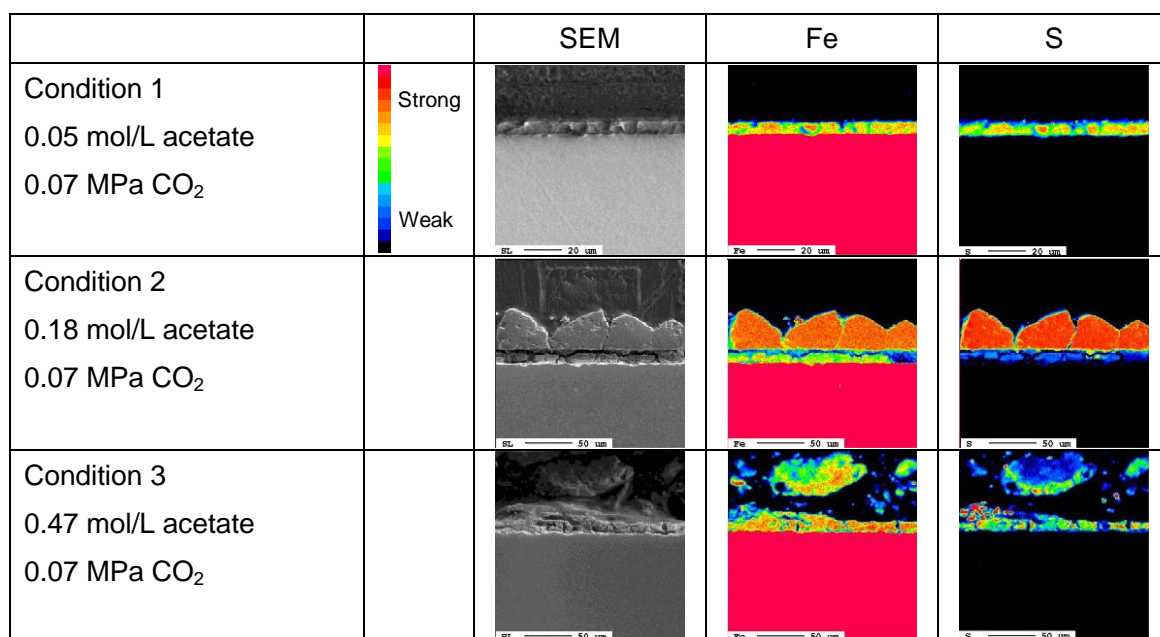 SEM Fe S
Condition 1
0.05 mol/L acetate
0.07 MPa CO₂
Strong
Weak
SL 20 um
Fe 20 um
S 20 um
Condition 2
0.18 mol/L acetate
0.07 MPa CO₂
SL 50 um
Fe 50 um
S 50 um
Condition 3
0.47 mol/L acetate
0.07 MPa CO₂
SL 50 um
Fe 50 um
S 50 um